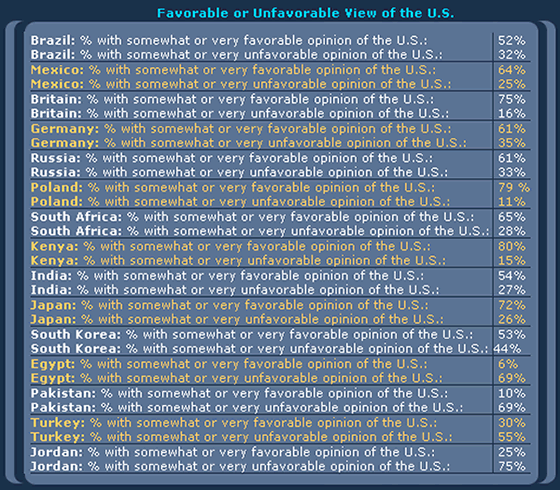 Favorable or Unfavorable View of the U.S.
Brazil: % with somewhat or very favorable opinion of the U.S.: 52%
Brazil: % with somewhat or very unfavorable opinion of the U.S.: 32%
Mexico: % with somewhat or very favorable opinion of the U.S.: 64%
Mexico: % with somewhat or very unfavorable opinion of the U.S.: 25%
Britain: % with somewhat or very favorable opinion of the U.S.: 75%
Britain: % with somewhat or very unfavorable opinion of the U.S.: 16%
Germany: % with somewhat or very favorable opinion of the U.S.: 61%
Germany: % with somewhat or very unfavorable opinion of the U.S.: 35%
Russia: % with somewhat or very favorable opinion of the U.S.: 61%
Russia: % with somewhat or very unfavorable opinion of the U.S.: 33%
Poland: % with somewhat or very favorable opinion of the U.S.: 79 %
Poland: % with somewhat or very unfavorable opinion of the U.S.: 11%
South Africa: % with somewhat or very favorable opinion of the U.S.: 65%
South Africa: % with somewhat or very unfavorable opinion of the U.S.: 28%
Kenya: % with somewhat or very favorable opinion of the U.S.: 80%
Kenya: % with somewhat or very unfavorable opinion of the U.S.: 15%
India: % with somewhat or very favorable opinion of the U.S.: 54%
India: % with somewhat or very unfavorable opinion of the U.S.: 27%
Japan: % with somewhat or very favorable opinion of the U.S.: 72%
Japan: % with somewhat or very unfavorable opinion of the U.S.: 26%
South Korea: % with somewhat or very favorable opinion of the U.S.: 53%
South Korea: % with somewhat or very unfavorable opinion of the U.S.: 44%
Egypt: % with somewhat or very favorable opinion of the U.S.: 6%
Egypt: % with somewhat or very unfavorable opinion of the U.S.: 69%
Pakistan: % with somewhat or very favorable opinion of the U.S.: 10%
Pakistan: % with somewhat or very unfavorable opinion of the U.S.: 69%
Turkey: % with somewhat or very favorable opinion of the U.S.: 30%
Turkey: % with somewhat or very unfavorable opinion of the U.S.: 55%
Jordan: % with somewhat or very favorable opinion of the U.S.: 25%
Jordan: % with somewhat or very unfavorable opinion of the U.S.: 75%